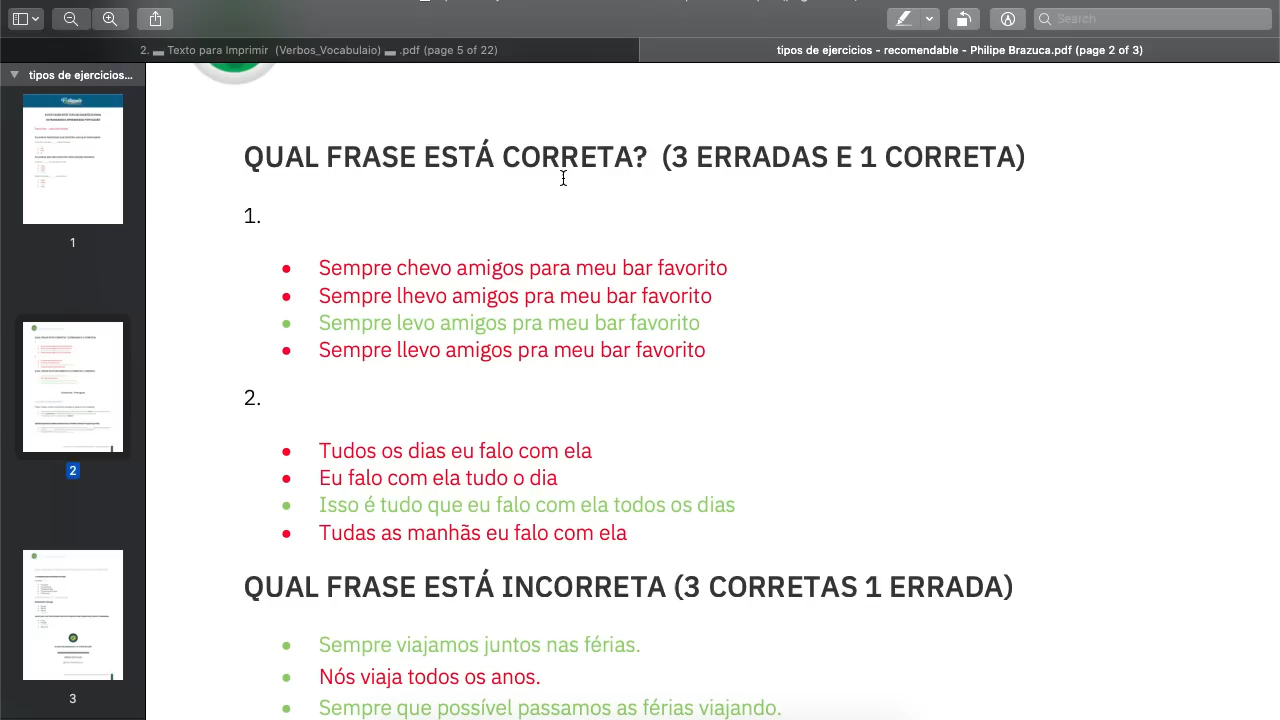 Search
2. Texto para Imprimir (Verbos_Vocabulaio) .pdf (page 5 of 22)
tipos de ejercicios - recomendable - Philipe Brazuca.pdf (page 2 of 3)
tipos de ejercicios...
1
2
3
QUAL FRASE ESTÁ CORRETA? (3 ERRADAS E 1 CORRETA)
1.
• Sempre chevo amigos para meu bar favorito
• Sempre lhevo amigos pra meu bar favorito
• Sempre levo amigos pra meu bar favorito
• Sempre llevo amigos pra meu bar favorito
2.
• Tudos os dias eu falo com ela
• Eu falo com ela tudo o dia
• Isso é tudo que eu falo com ela todos os dias
• Tudas as manhãs eu falo com ela
QUAL FRASE ESTÁ INCORRETA (3 CORRETAS 1 ERRADA)
• Sempre viajamos juntos nas férias.
• Nós viaja todos os anos.
• Sempre que possível passamos as férias viajando.